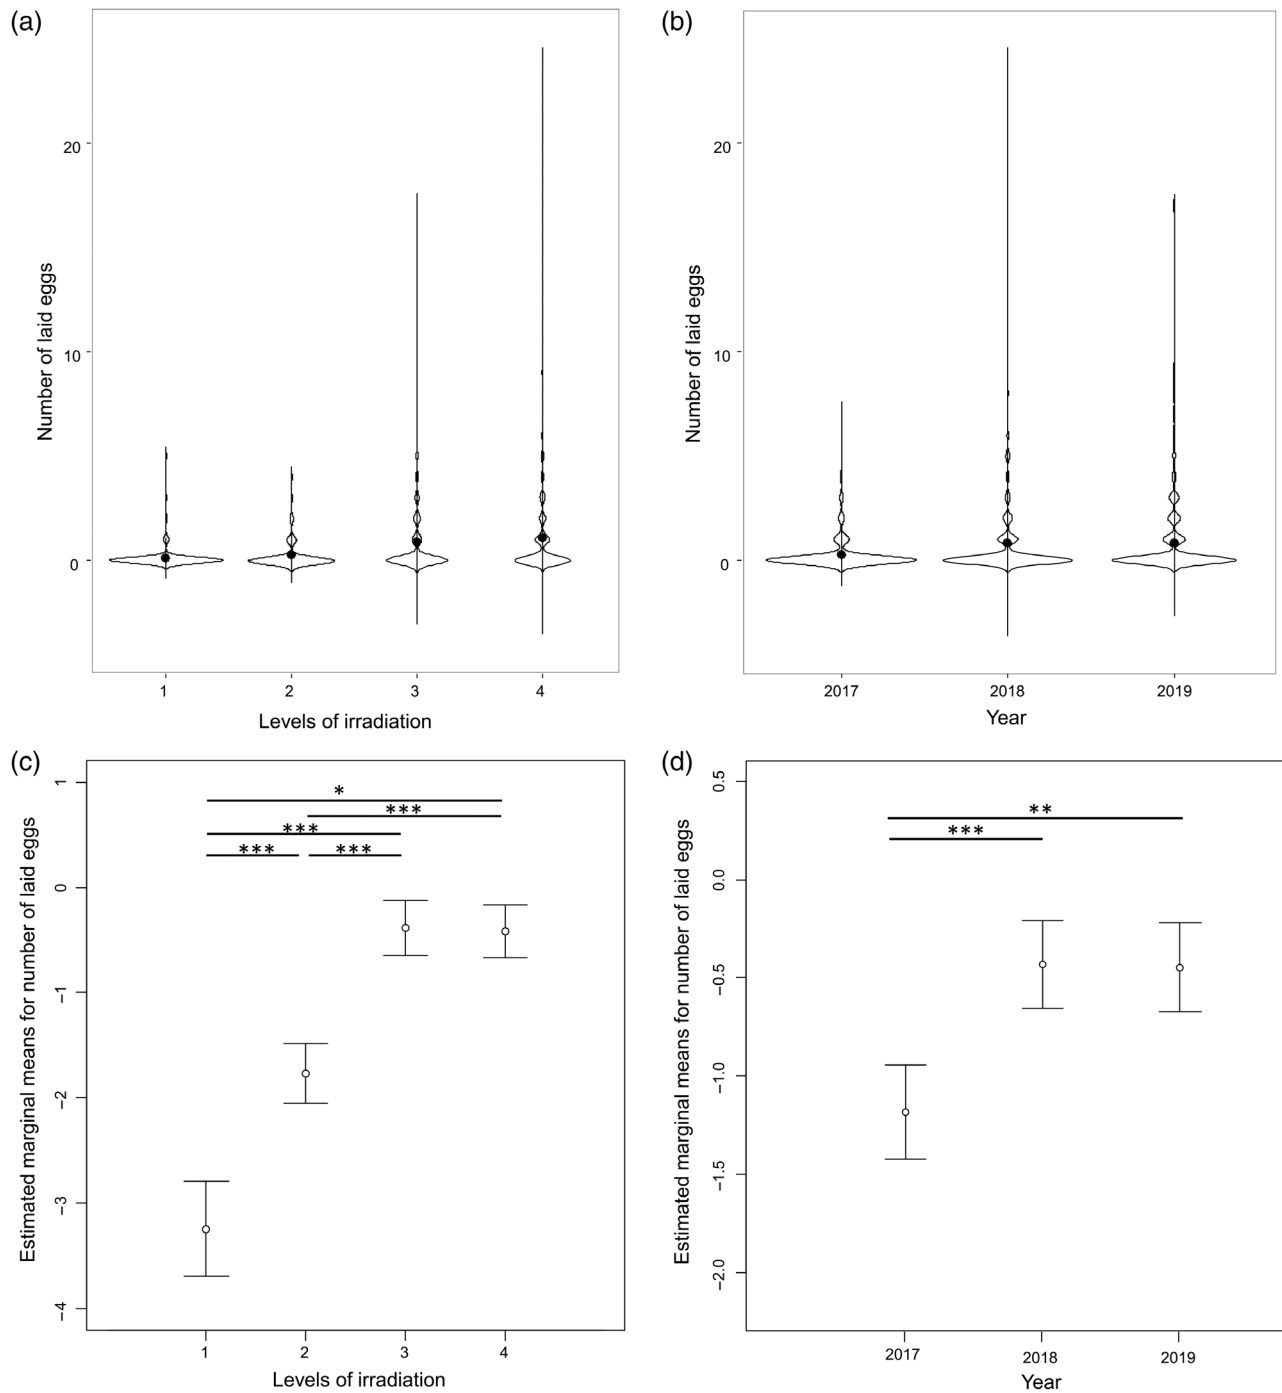 (a)
Number of laid eggs
20
10
0
1 2 3 4
Levels of irradiation
(b)
Number of laid eggs
20
10
0
2017 2018 2019
Year
(c)
Estimated marginal means for number of laid eggs
1
0
−1
−2
−3
−4
*
***
***
*** ***
1 2 3 4
Levels of irradiation
(d)
Estimated marginal means for number of laid eggs
0.5
0.0
−0.5
−1.0
−1.5
−2.0
**
***
2017 2018 2019
Year